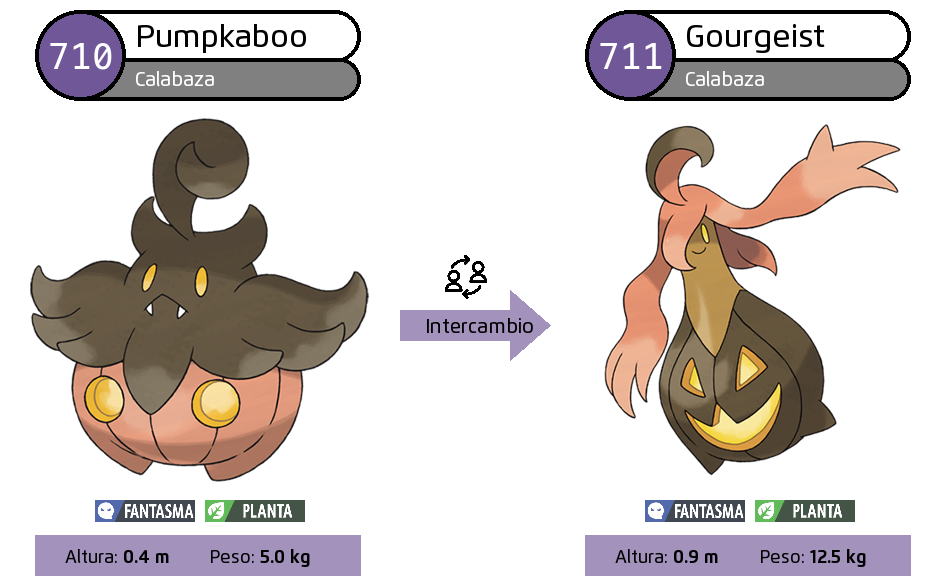 710
Pumpkaboo
Calabaza
711
Gourgeist
Calabaza
Intercambio
FANTASMA
PLANTA
FANTASMA
PLANTA
Altura: 0.4 m
Peso: 5.0 kg
Altura: 0.9 m
Peso: 12.5 kg